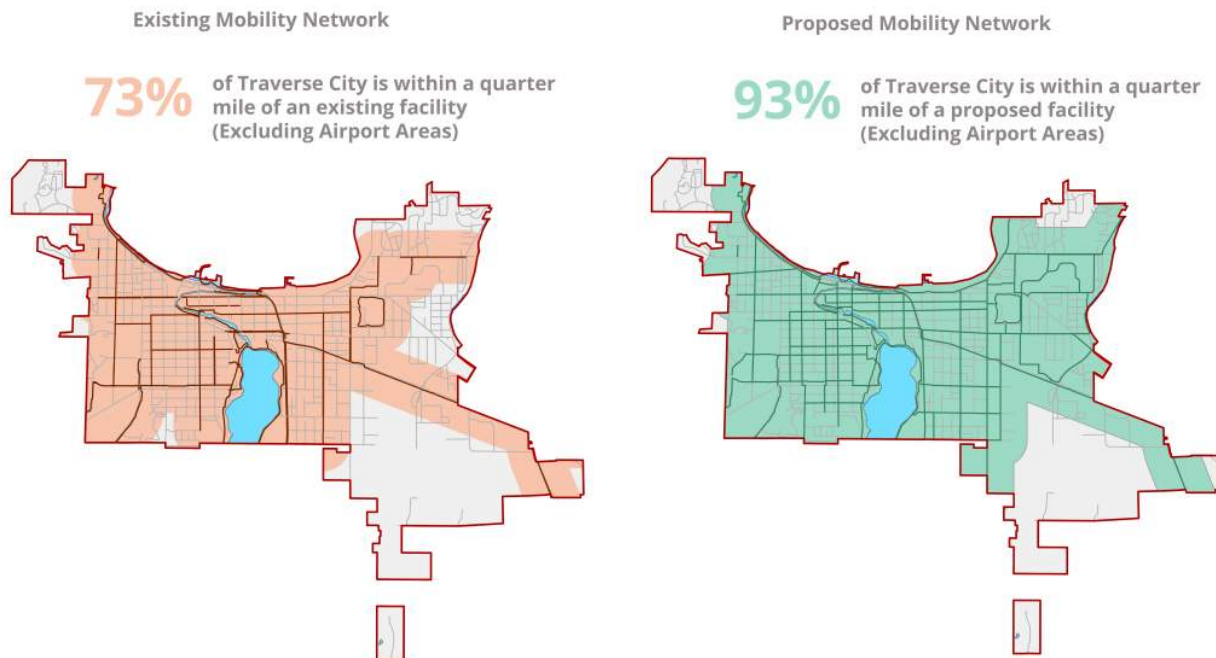 Existing Mobility Network
73%
of Traverse City is within a quarter
mile of an existing facility
(Excluding Airport Areas)
Proposed Mobility Network
93%
of Traverse City is within a quarter
mile of a proposed facility
(Excluding Airport Areas)